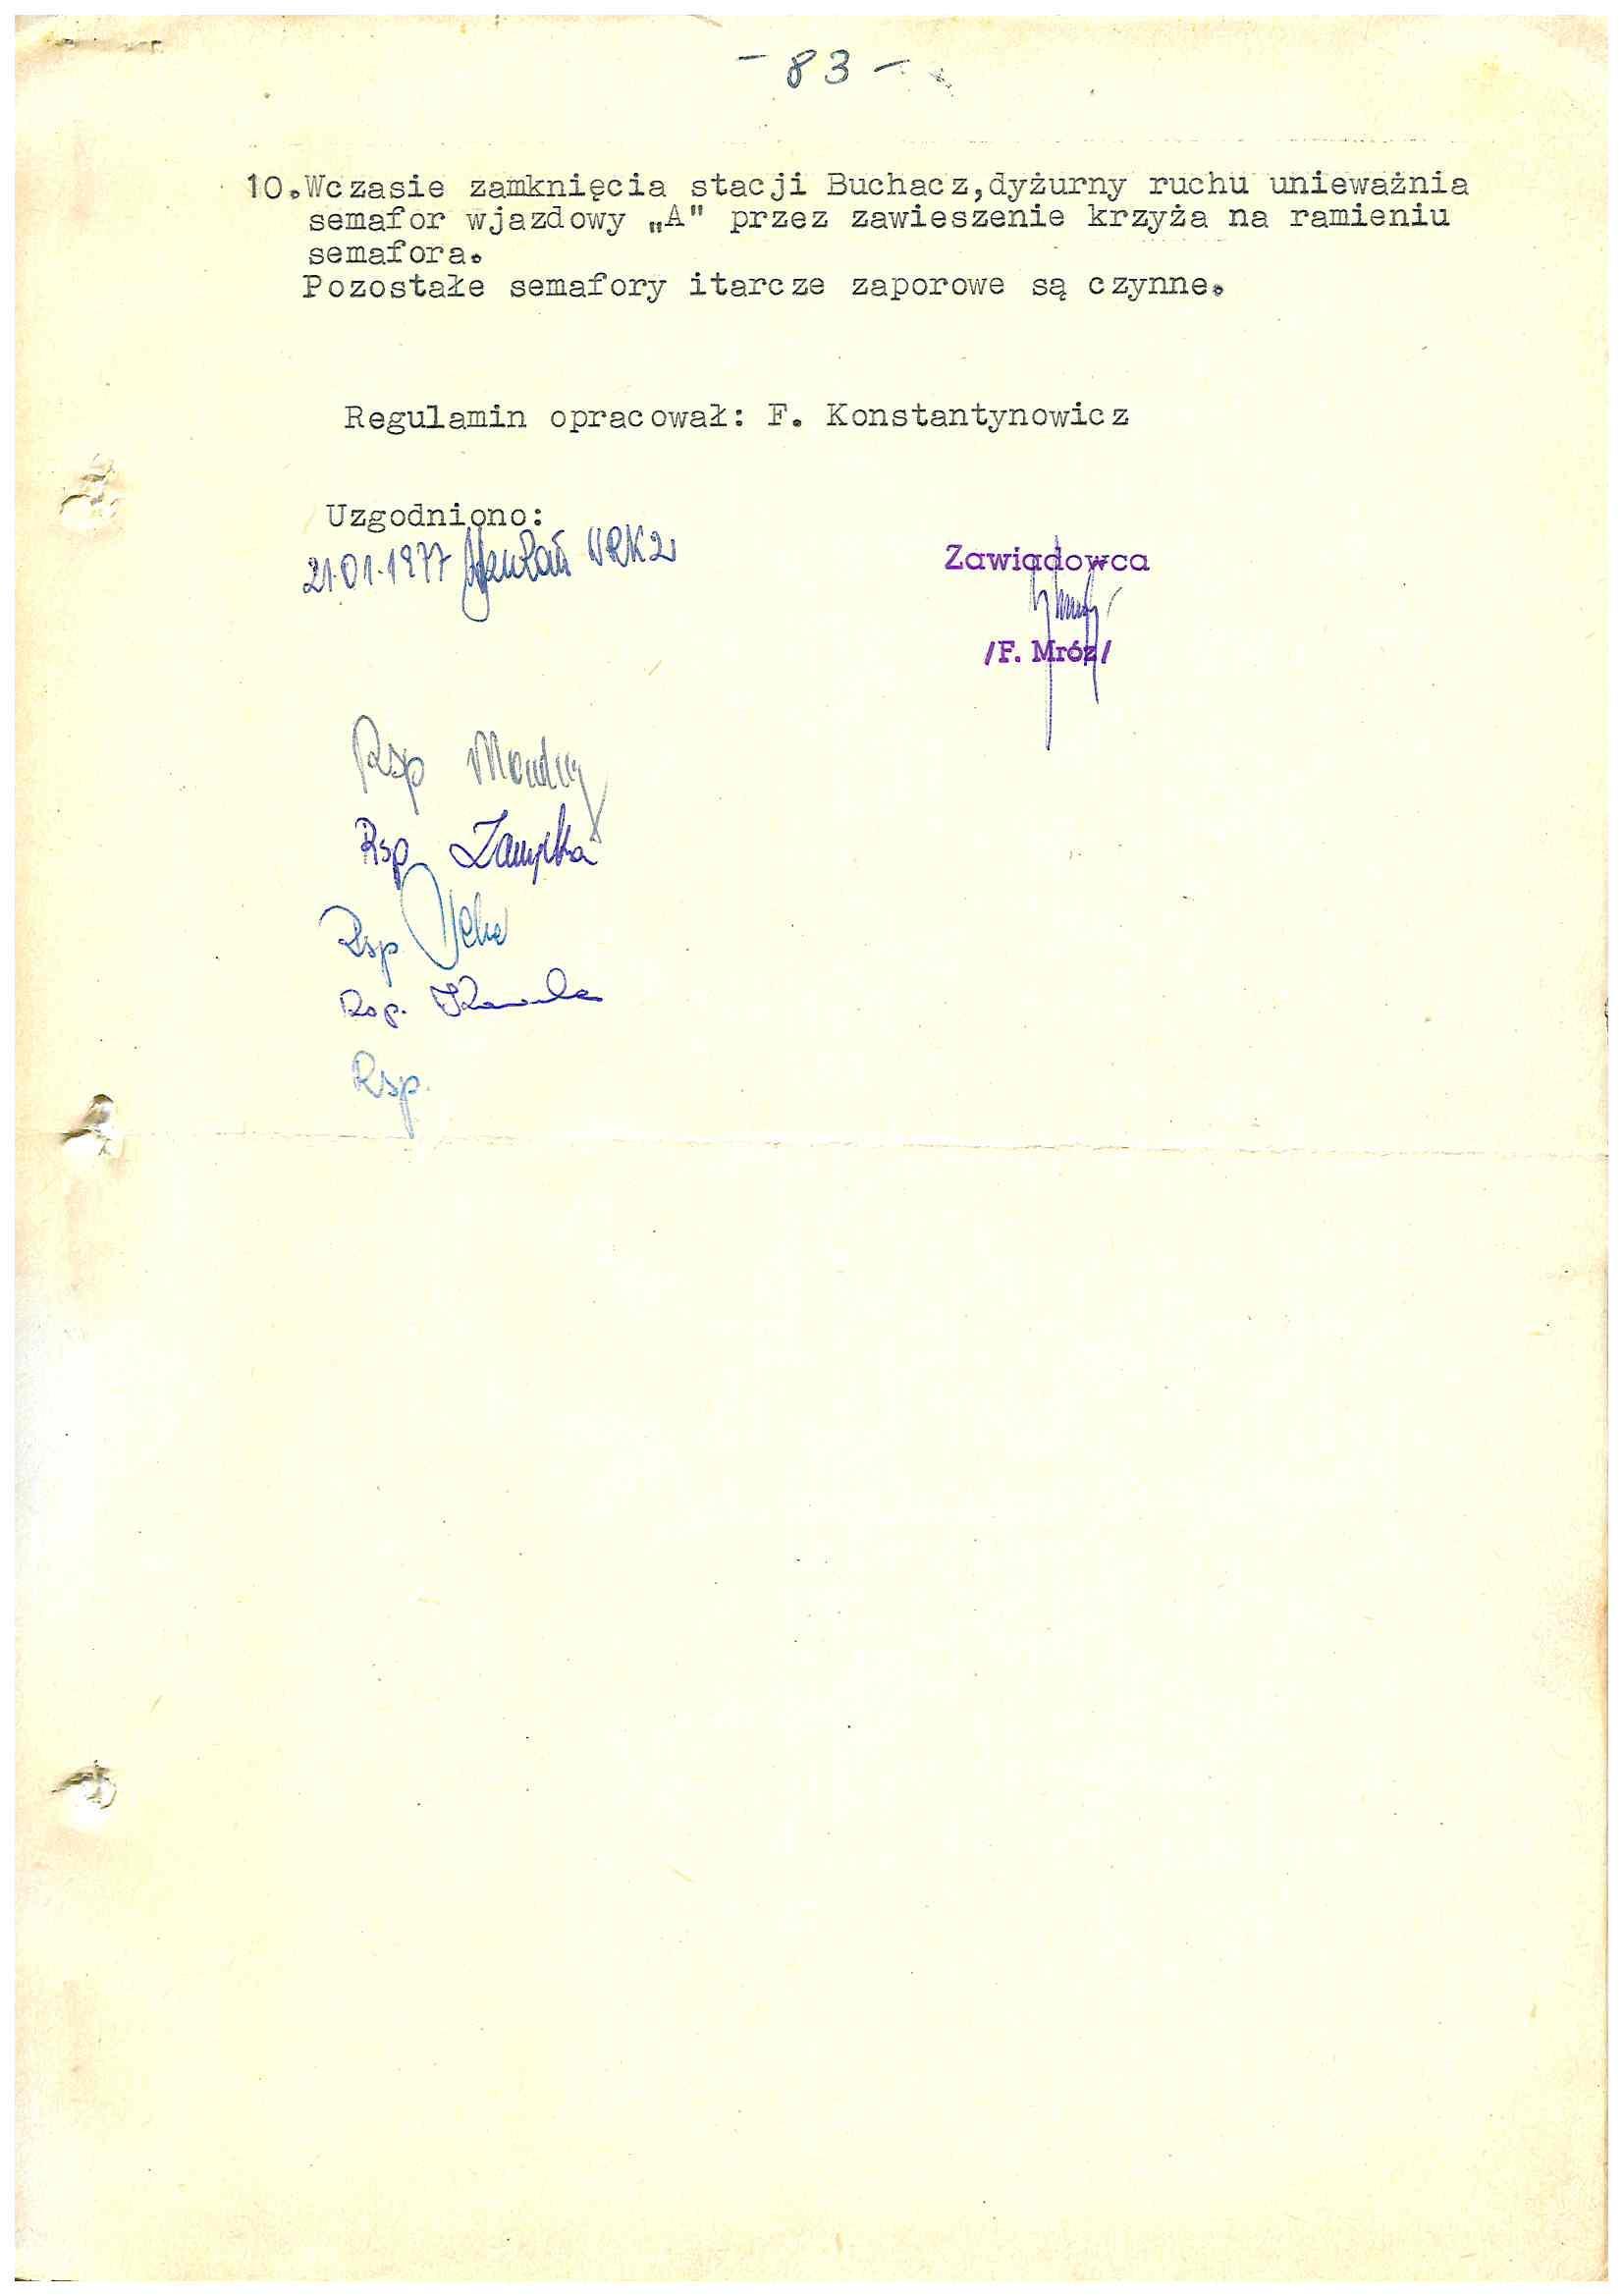 - 83 -
10.Wczasie zamknięcia stacji Buchacz,dyżurny ruchu unieważnia
semafor wjazdowy „A" przez zawieszenie krzyża na ramieniu
semafora.
Pozostałe semafory itarcze zaporowe są czynne.
Regulamin opracował: F. Konstantynowicz
Uzgodniono:
21.01.1977
Zawiadowca
/F. Mróz/
Rsp
Rsp
Rsp.
Rsp.
Rsp.